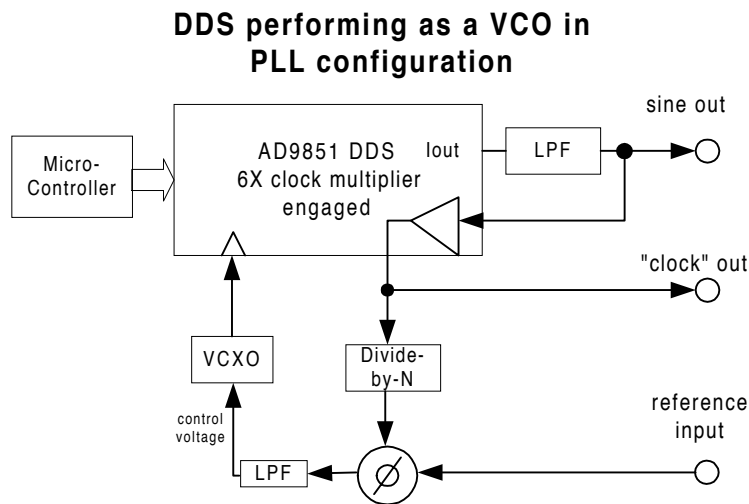 DDS performing as a VCO in
PLL configuration
sine out
Micro-
Controller
AD9851 DDS
6X clock multiplier
engaged
Iout
LPF
"clock" out
VCXO
Divide-
by-N
control
voltage
LPF
reference
input